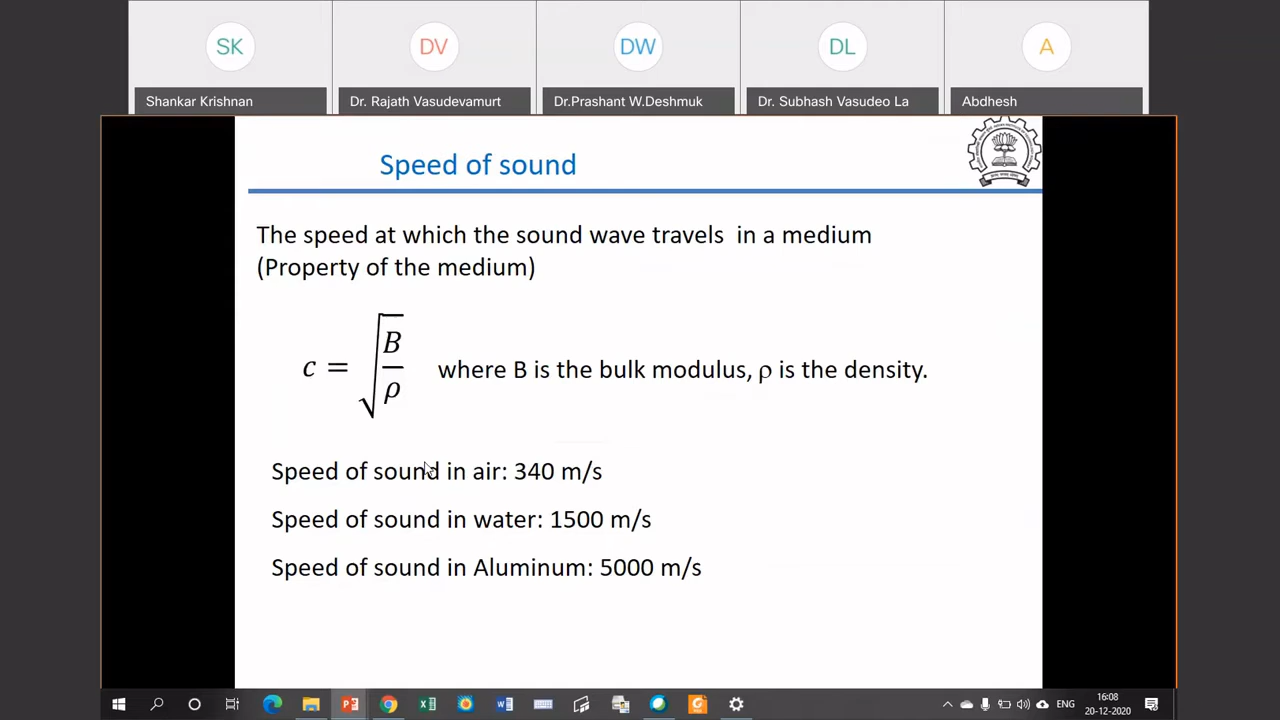 SK
DV
DW
DL
A
Shankar Krishnan
Dr. Rajath Vasudevamurt
Dr.Prashant W.Deshmuk
Dr. Subhash Vasudeo La
Abdhesh
Speed of sound
The speed at which the sound wave travels in a medium
(Property of the medium)
c = √(B/ρ) where B is the bulk modulus, ρ is the density.
Speed of sound in air: 340 m/s
Speed of sound in water: 1500 m/s
Speed of sound in Aluminum: 5000 m/s
ENG
16:08
20-12-2020